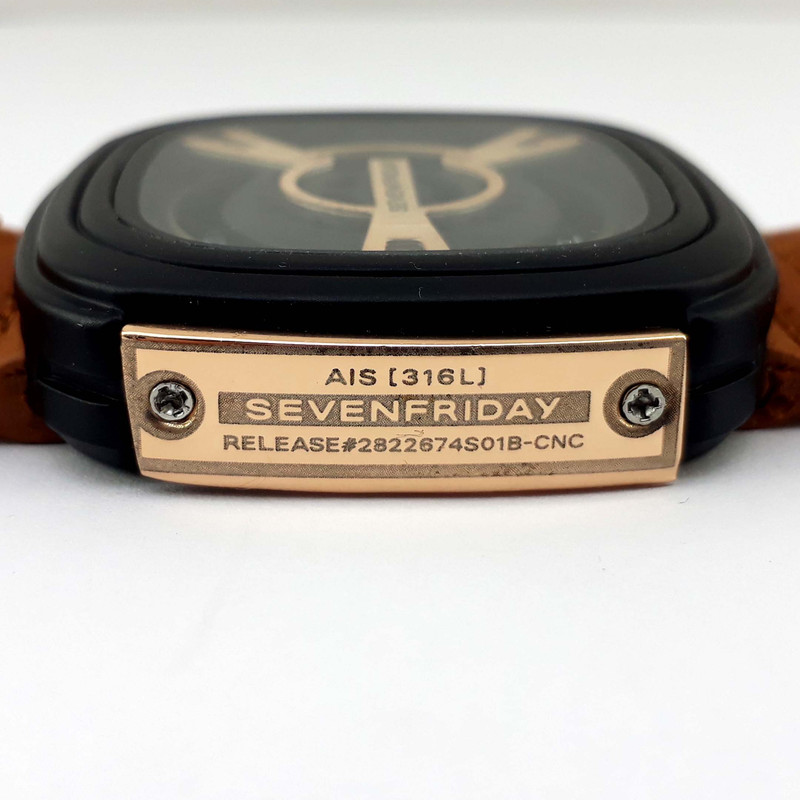 AIS [316L]
SEVENFRIDAY
RELEASE#2822674S01B-CNC